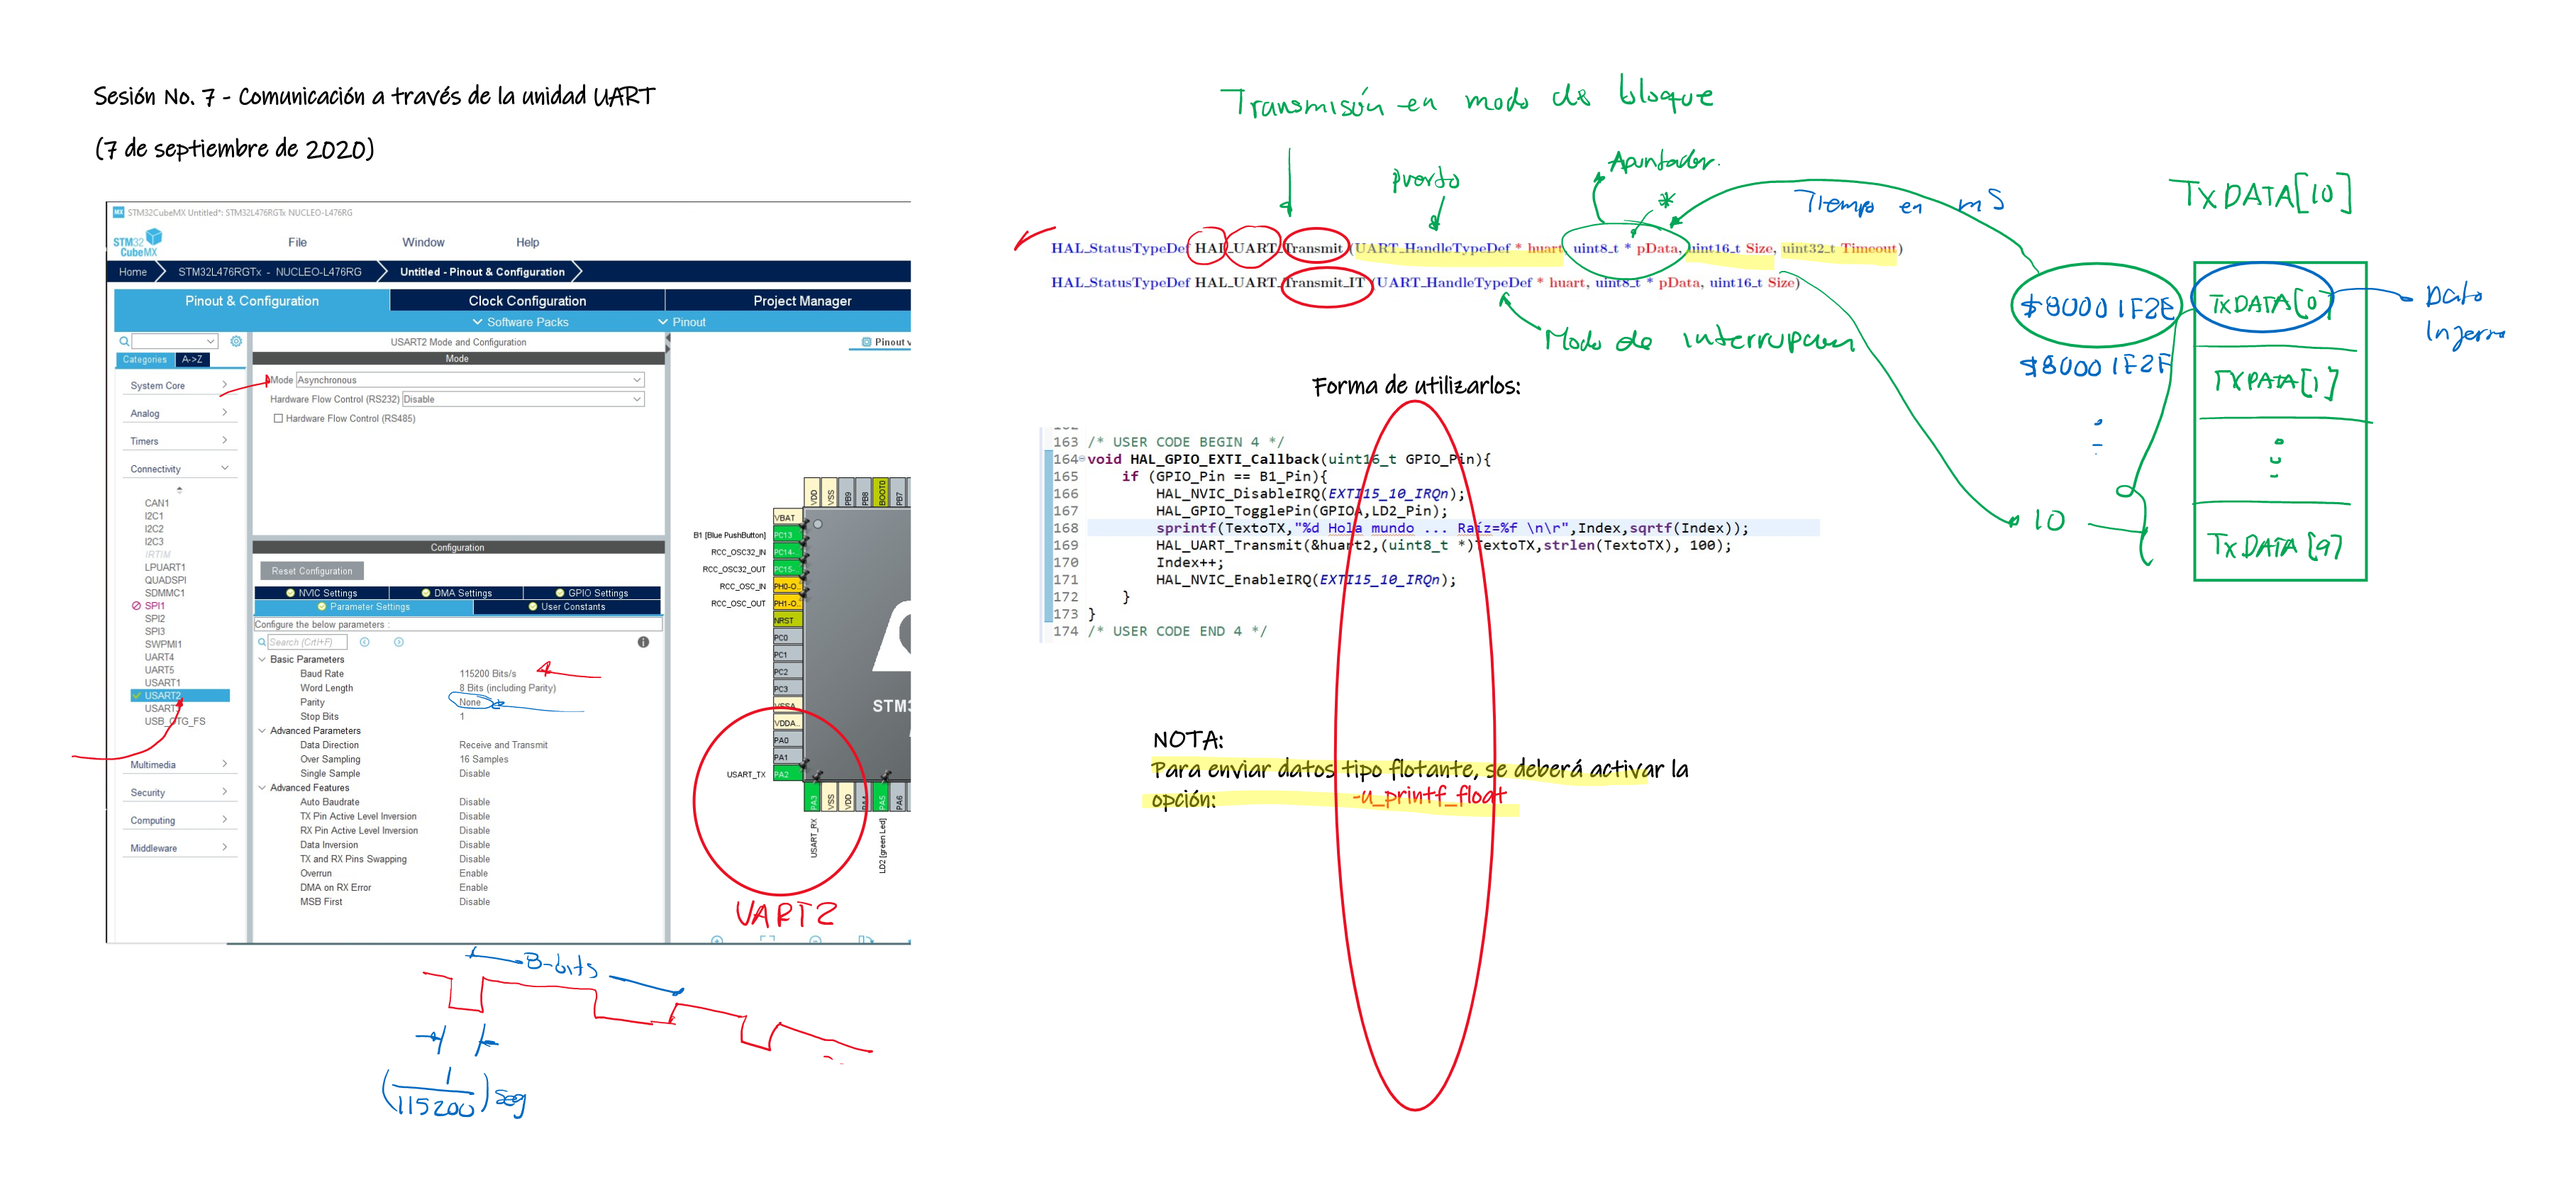 Sesión No. 7 - Comunicación a través de la unidad UART
(7 de septiembre de 2020)
MX STM32CubeMX Untitled*: STM32L476RGTx NUCLEO-L476RG
STM32 CubeMX
File Window Help
Home STM32L476RGTx - NUCLEO-L476RG Untitled - Pinout & Configuration
Pinout & Configuration Clock Configuration Project Manager
Software Packs Pinout
Categories A->Z
System Core
Analog
Timers
Connectivity
CAN1
I2C1
I2C2
I2C3
IRTIM
LPUART1
QUADSPI
SDMMC1
SPI1
SPI2
SPI3
SWPMI1
UART4
UART5
USART1
USART2
USB_OTG_FS
Multimedia
Security
Computing
Middleware
USART2 Mode and Configuration
Mode
Mode Asynchronous
Hardware Flow Control (RS232) Disable
Hardware Flow Control (RS485)
Configuration
Reset Configuration
NVIC Settings DMA Settings GPIO Settings
Parameter Settings User Constants
Configure the below parameters :
Search (Crtl+F)
Basic Parameters
Baud Rate 115200 Bits/s
Word Length 8 Bits (including Parity)
Parity None
Stop Bits 1
Advanced Parameters
Data Direction Receive and Transmit
Over Sampling 16 Samples
Single Sample Disable
Advanced Features
Auto Baudrate Disable
TX Pin Active Level Inversion Disable
RX Pin Active Level Inversion Disable
Data Inversion Disable
TX and RX Pins Swapping Disable
Overrun Enable
DMA on RX Error Enable
MSB First Disable
Pinout v
VDD VSS PB9 PB8 BOOT0 PB7
VBAT
B1 [Blue PushButton] PC13
RCC_OSC32_IN PC14-
RCC_OSC32_OUT PC15-
RCC_OSC_IN PH0-O..
RCC_OSC_OUT PH1-O..
NRST
PC0
PC1
PC2
PC3
VSSA
VDDA..
PA0
PA1
USART_TX PA2
STM3
PA3 VSS VDD PA4 PA5 PA6
USART_RX
LD2 [green Led]
UART2
8-bits
(1/115200) seg
Transmisión en modo de bloque
Apuntador.
puerto
*
Tiempo en mS
TXDATA[10]
HAL_StatusTypeDef HAL_UART_Transmit (UART_HandleTypeDef * huart, uint8_t * pData, uint16_t Size, uint32_t Timeout)
HAL_StatusTypeDef HAL_UART_Transmit_IT (UART_HandleTypeDef * huart, uint8_t * pData, uint16_t Size)
Modo de interrupcion
$80001F2E TxDATA[0] Dato
$80001F2F TXDATA[1]
10 TxDATA[9]
Forma de utilizarlos:
163 /* USER CODE BEGIN 4 */
164 void HAL_GPIO_EXTI_Callback(uint16_t GPIO_Pin){
165 if (GPIO_Pin == B1_Pin){
166 HAL_NVIC_DisableIRQ(EXTI15_10_IRQn);
167 HAL_GPIO_TogglePin(GPIOA,LD2_Pin);
168 sprintf(TextoTX,"%d Hola mundo ... Raíz=%f \n\r",Index,sqrtf(Index));
169 HAL_UART_Transmit(&huart2,(uint8_t *)TextoTX,strlen(TextoTX), 100);
170 Index++;
171 HAL_NVIC_EnableIRQ(EXTI15_10_IRQn);
172 }
173 }
174 /* USER CODE END 4 */
NOTA:
Para enviar datos tipo flotante, se deberá activar la
opción: -u_printf_float